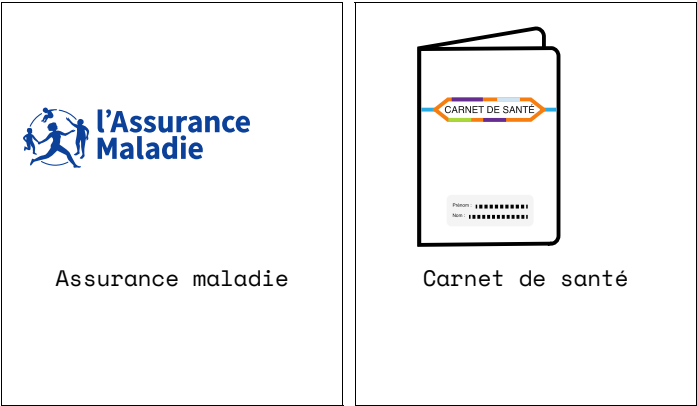 l'Assurance
Maladie
Assurance maladie
CARNET DE SANTÉ
Prénom :
Nom :
Carnet de santé